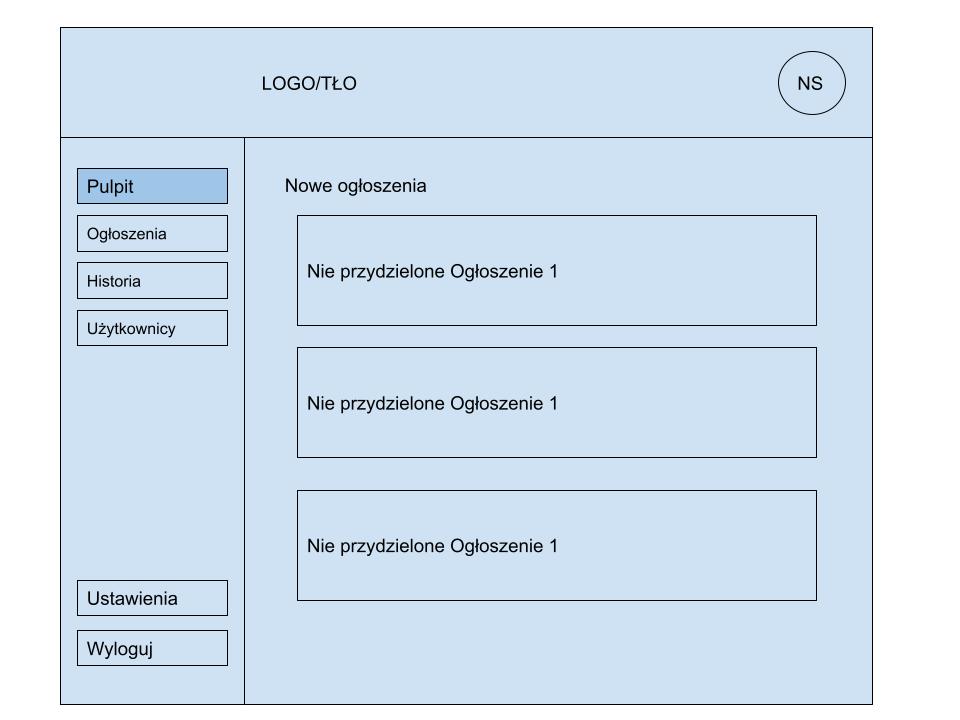 LOGO/TŁO
NS
Pulpit
Ogłoszenia
Historia
Użytkownicy
Ustawienia
Wyloguj
Nowe ogłoszenia
Nie przydzielone Ogłoszenie 1
Nie przydzielone Ogłoszenie 1
Nie przydzielone Ogłoszenie 1